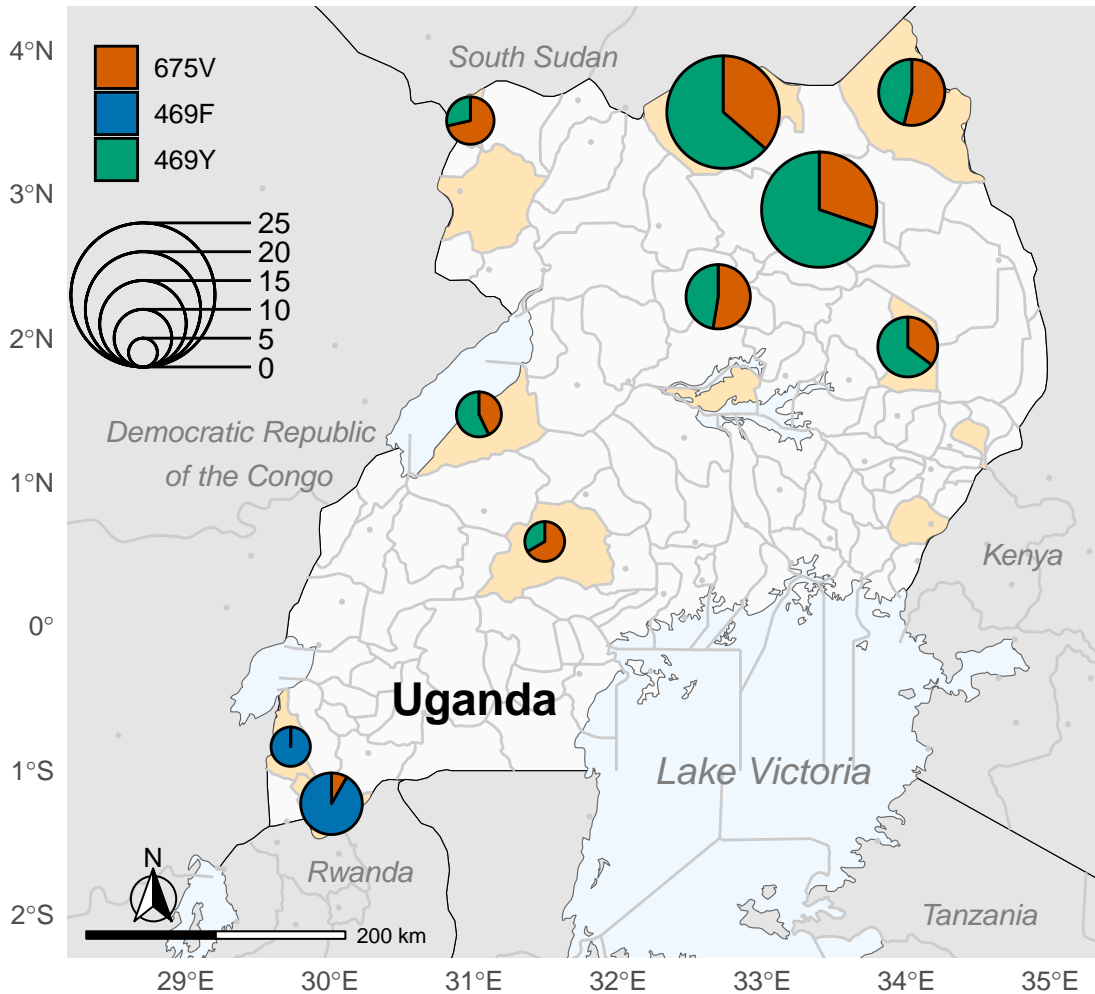 4°N
3°N
2°N
1°N
0°
1°S
2°S
675V
469F
469Y
25
20
15
10
5
0
South Sudan
Democratic Republic
of the Congo
Kenya
Uganda
Lake Victoria
Rwanda
Tanzania
N
200 km
29°E
30°E
31°E
32°E
33°E
34°E
35°E